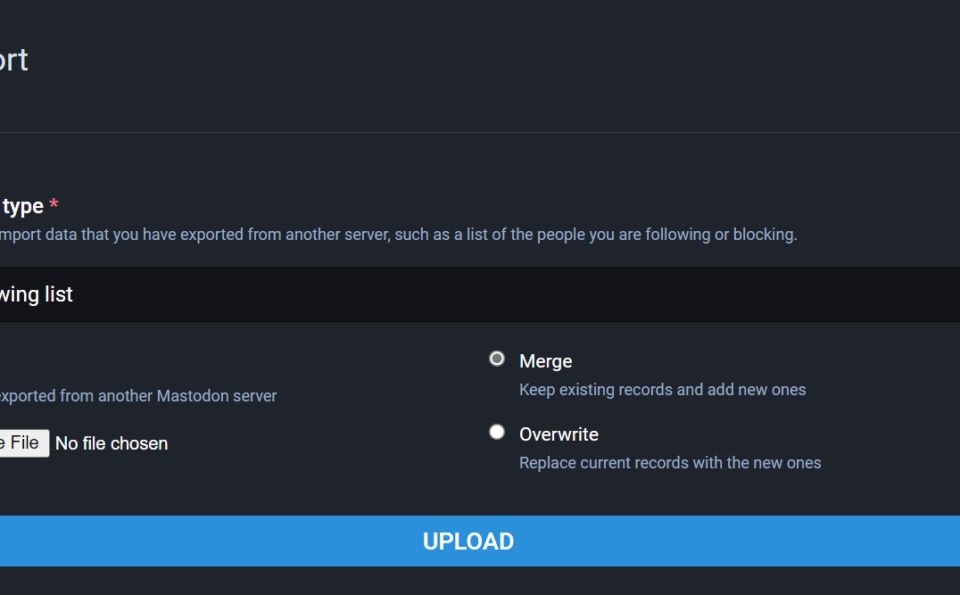 ort
type *
mport data that you have exported from another server, such as a list of the people you are following or blocking.
wing list
exported from another Mastodon server
e File No file chosen
Merge
Keep existing records and add new ones
Overwrite
Replace current records with the new ones
UPLOAD